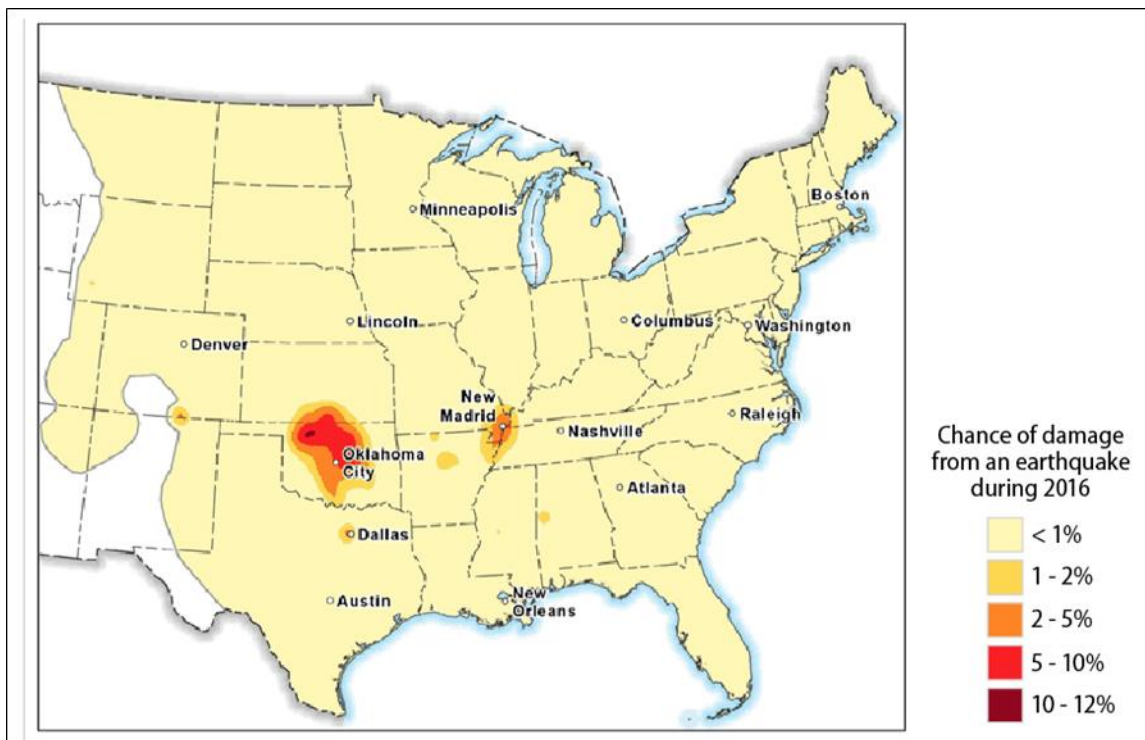 Boston
Minneapolis
Lincoln
Columbus
Washington
Denver
New
Madrid
Raleigh
Nashville
Oklahoma
City
Atlanta
Dallas
Austin
New
Orleans
Chance of damage
from an earthquake
during 2016
< 1%
1 - 2%
2 - 5%
5 - 10%
10 - 12%